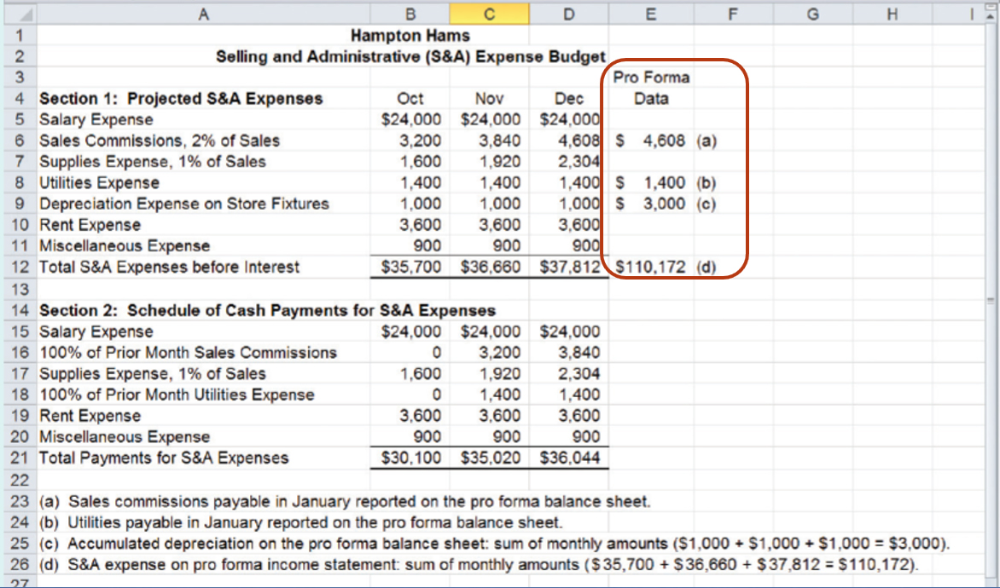 A B C D E F G H I
1 Hampton Hams
2 Selling and Administrative (S&A) Expense Budget
3 Pro Forma
4 Section 1: Projected S&A Expenses Oct Nov Dec Data
5 Salary Expense $24,000 $24,000 $24,000
6 Sales Commissions, 2% of Sales 3,200 3,840 4,608 $ 4,608 (a)
7 Supplies Expense, 1% of Sales 1,600 1,920 2,304
8 Utilities Expense 1,400 1,400 1,400 $ 1,400 (b)
9 Depreciation Expense on Store Fixtures 1,000 1,000 1,000 $ 3,000 (c)
10 Rent Expense 3,600 3,600 3,600
11 Miscellaneous Expense 900 900 900
12 Total S&A Expenses before Interest $35,700 $36,660 $37,812 $110,172 (d)
13
14 Section 2: Schedule of Cash Payments for S&A Expenses
15 Salary Expense $24,000 $24,000 $24,000
16 100% of Prior Month Sales Commissions 0 3,200 3,840
17 Supplies Expense, 1% of Sales 1,600 1,920 2,304
18 100% of Prior Month Utilities Expense 0 1,400 1,400
19 Rent Expense 3,600 3,600 3,600
20 Miscellaneous Expense 900 900 900
21 Total Payments for S&A Expenses $30,100 $35,020 $36,044
22
23 (a) Sales commissions payable in January reported on the pro forma balance sheet.
24 (b) Utilities payable in January reported on the pro forma balance sheet.
25 (c) Accumulated depreciation on the pro forma balance sheet: sum of monthly amounts ($1,000 + $1,000 + $1,000 = $3,000).
26 (d) S&A expense on pro forma income statement: sum of monthly amounts ($35,700 + $36,660 + $37,812 = $110,172).
27